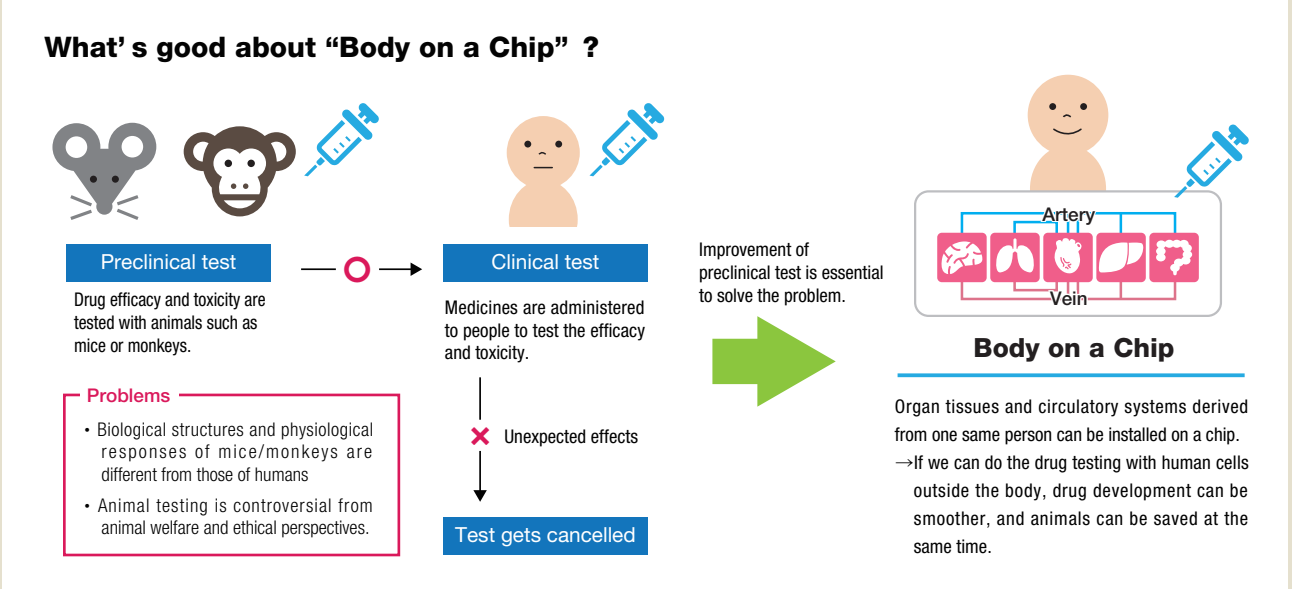 What's good about “Body on a Chip” ?
Preclinical test
Drug efficacy and toxicity are
tested with animals such as
mice or monkeys.
Problems
• Biological structures and physiological
responses of mice/monkeys are
different from those of humans
• Animal testing is controversial from
animal welfare and ethical perspectives.
Clinical test
Medicines are administered
to people to test the efficacy
and toxicity.
Unexpected effects
Test gets cancelled
Improvement of
preclinical test is essential
to solve the problem.
Artery
Vein
Body on a Chip
Organ tissues and circulatory systems derived
from one same person can be installed on a chip.
→If we can do the drug testing with human cells
outside the body, drug development can be
smoother, and animals can be saved at the
same time.